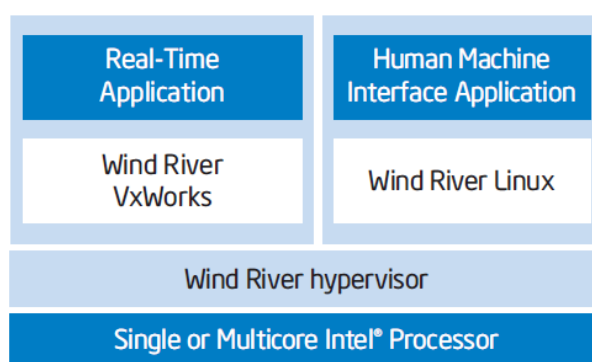 Real-Time
Application
Human Machine
Interface Application
Wind River
VxWorks
Wind River Linux
Wind River hypervisor
Single or Multicore Intel® Processor